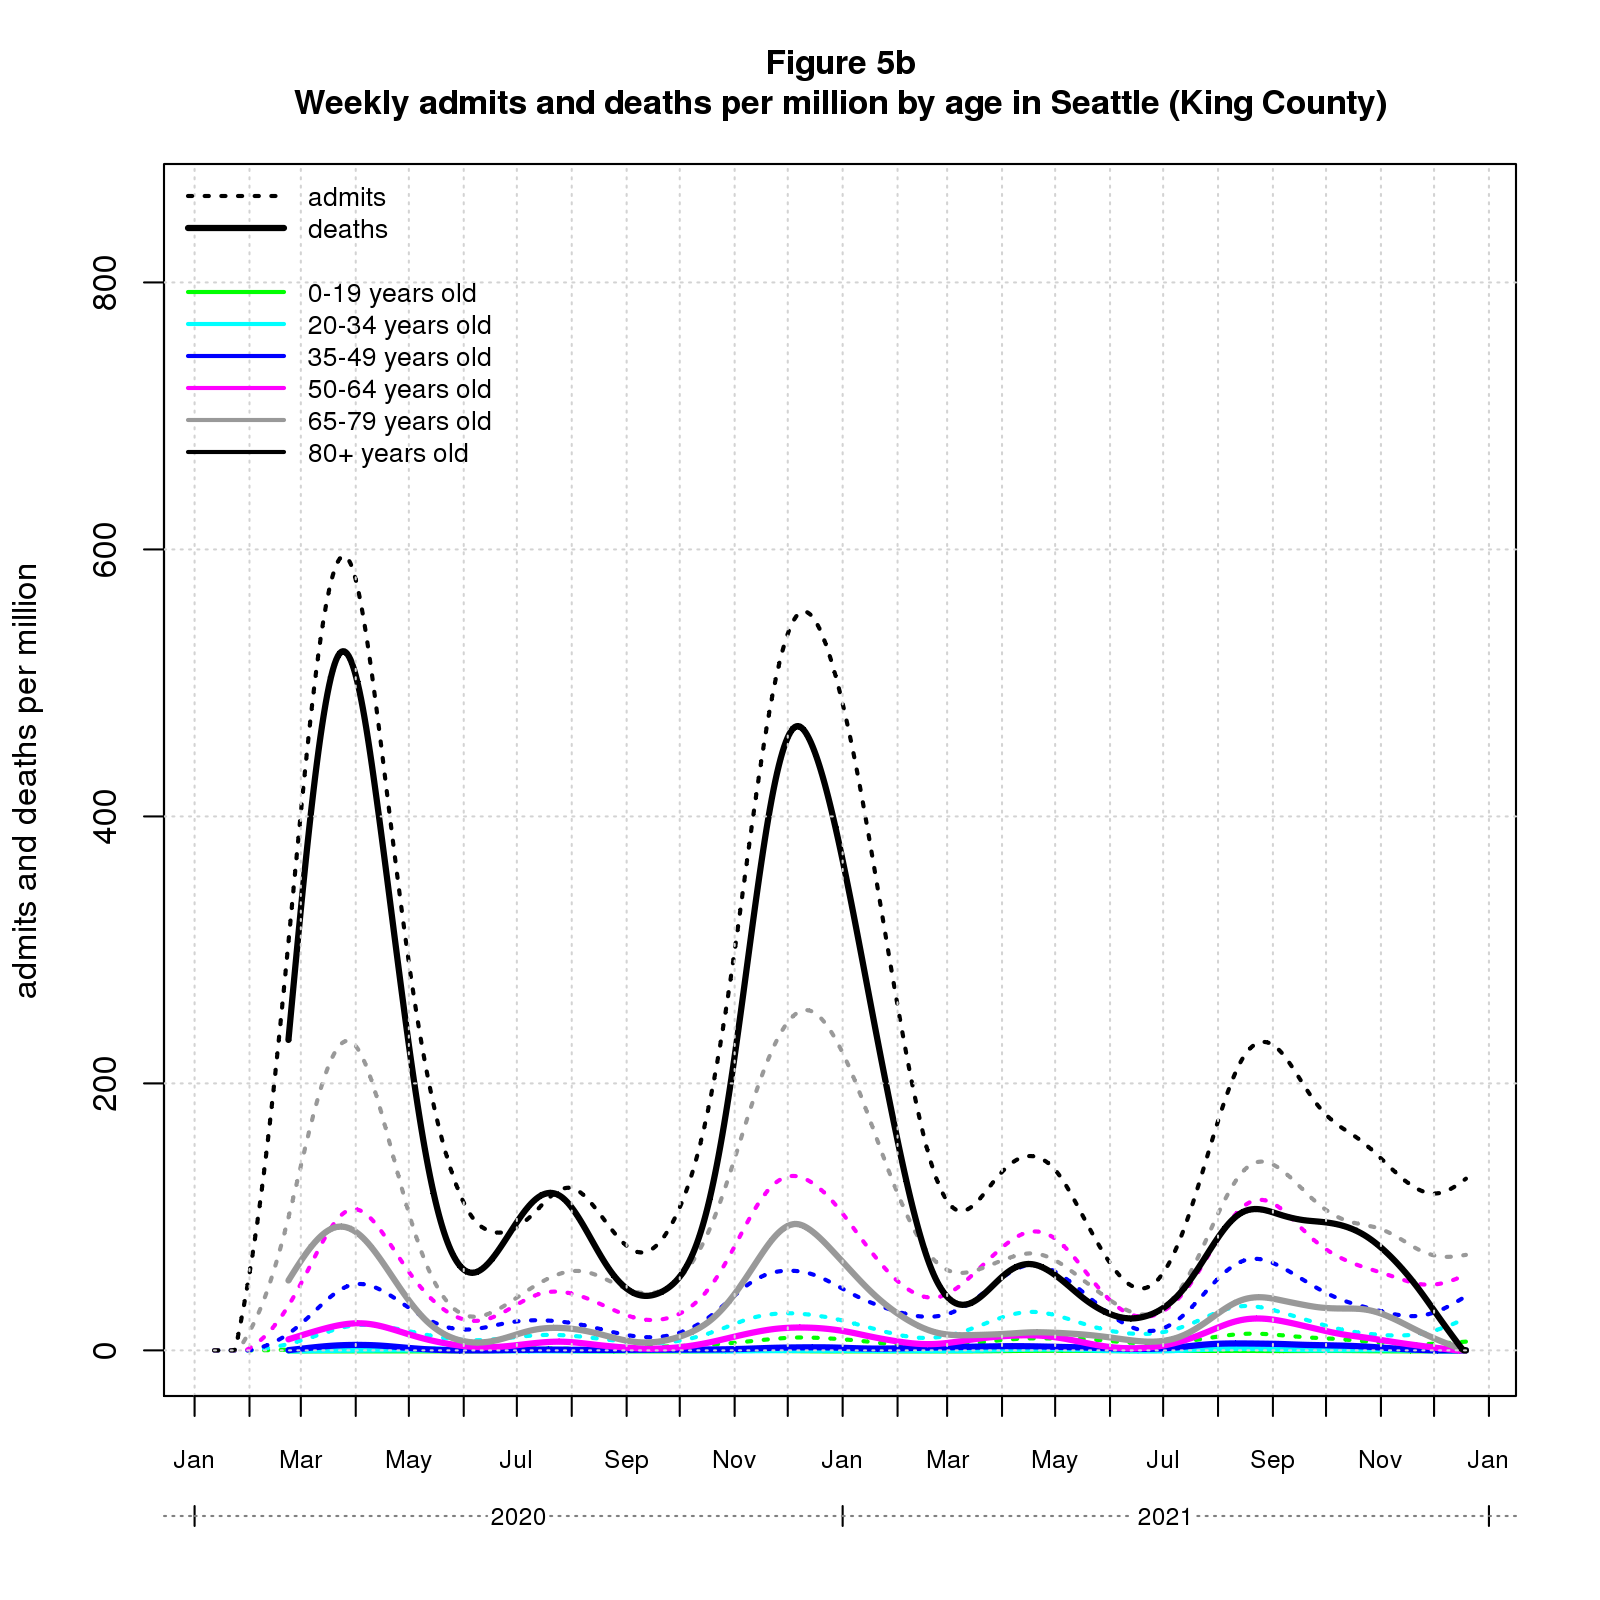 Figure 5b
Weekly admits and deaths per million by age in Seattle (King County)
admits
deaths
0-19 years old
20-34 years old
35-49 years old
50-64 years old
65-79 years old
80+ years old
admits and deaths per million
800
600
400
200
0
Jan Mar May Jul Sep Nov Jan Mar May Jul Sep Nov Jan
2020 2021